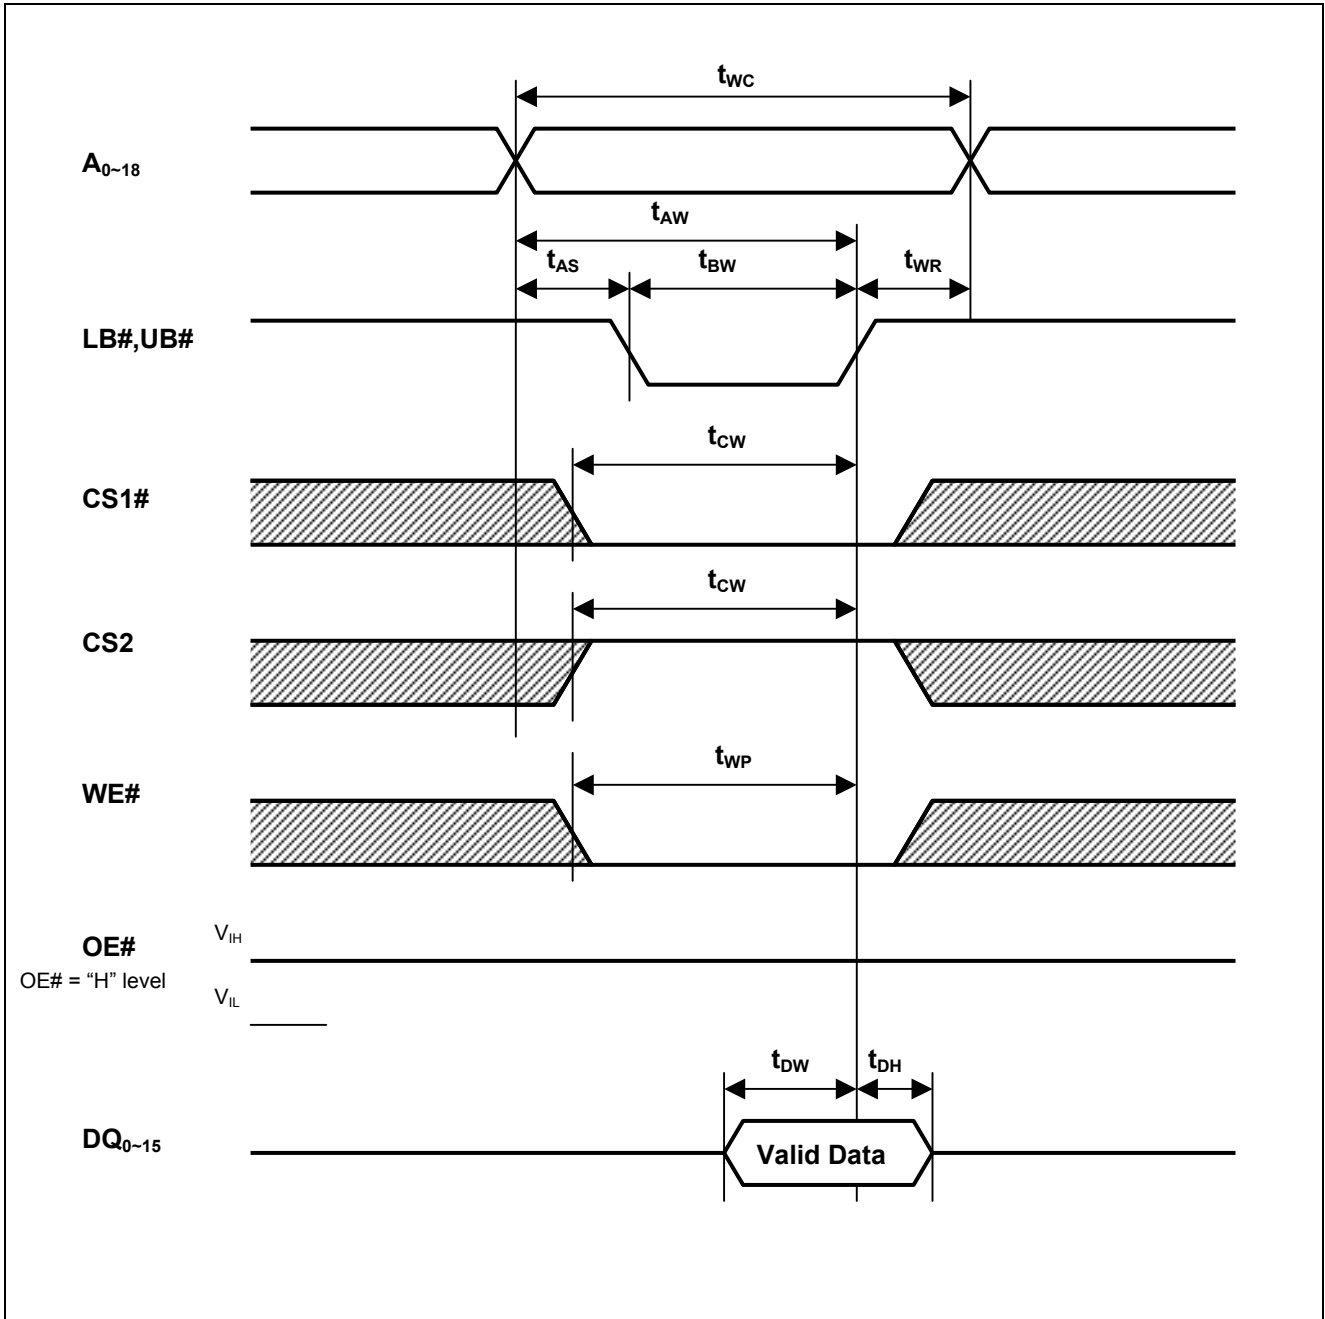 tWC
A0~18
tAW
tAS tBW tWR
LB#,UB#
tCW
CS1#
tCW
CS2
tWP
WE#
VIH
OE#
OE# = “H” level
VIL
tDW tDH
DQ0~15
Valid Data